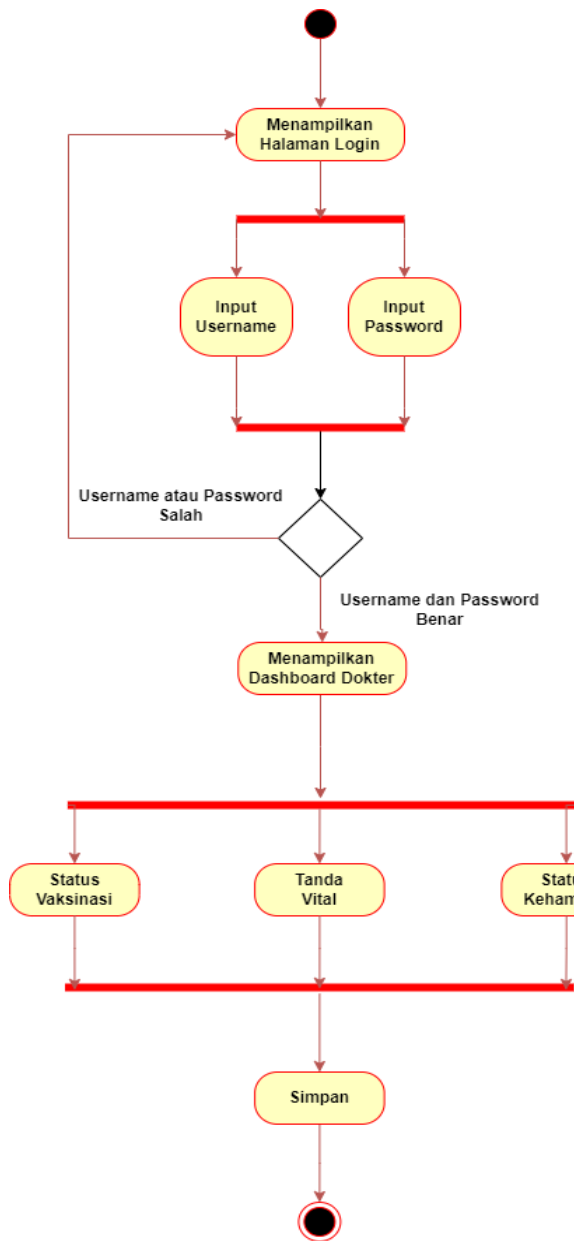 Menampilkan
Halaman Login
Input
Username
Input
Password
Username atau Password
Salah
Username dan Password
Benar
Menampilkan
Dashboard Dokter
Status
Vaksinasi
Tanda
Vital
Simpan